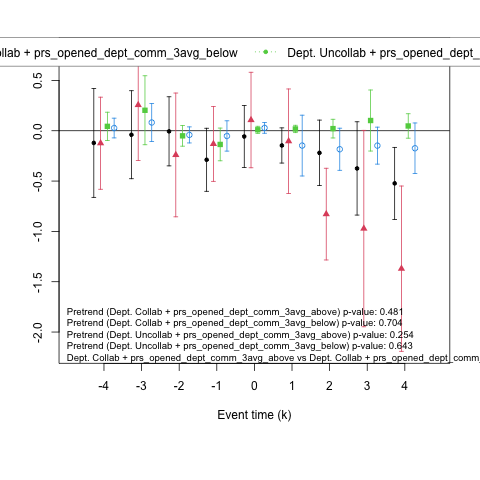 ollab + prs_opened_dept_comm_3avg_below Dept. Uncollab + prs_opened_dept_
0.5
0.0
-0.5
-1.0
-1.5
-2.0
Pretrend (Dept. Collab + prs_opened_dept_comm_3avg_above) p-value: 0.481
Pretrend (Dept. Collab + prs_opened_dept_comm_3avg_below) p-value: 0.704
Pretrend (Dept. Uncollab + prs_opened_dept_comm_3avg_above) p-value: 0.254
Pretrend (Dept. Uncollab + prs_opened_dept_comm_3avg_below) p-value: 0.643
Dept. Collab + prs_opened_dept_comm_3avg_above vs Dept. Collab + prs_opened_dept_comm_
-4 -3 -2 -1 0 1 2 3 4
Event time (k)